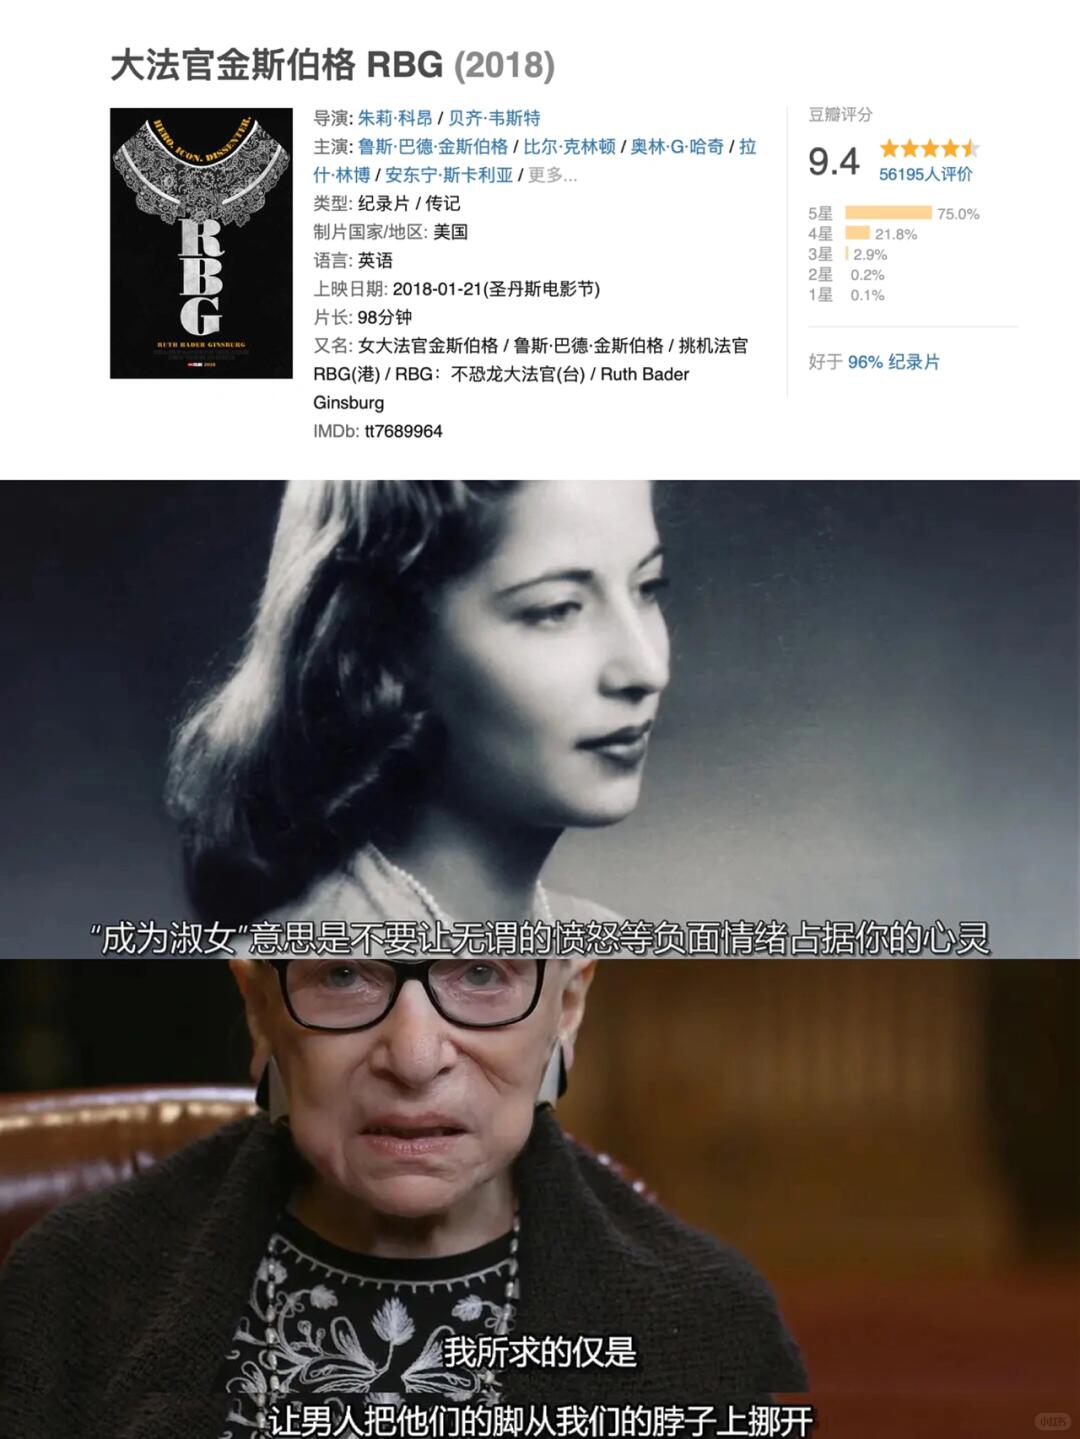 大法官金斯伯格 RBG (2018)
HERO. ICON. DISSENTER.
RBG
RUTH BADER GINSBURG
导演: 朱莉·科昂 / 贝齐·韦斯特
主演: 鲁斯·巴德·金斯伯格 / 比尔·克林顿 / 奥林·G·哈奇 / 拉
什·林博 / 安东宁·斯卡利亚 / 更多...
类型: 纪录片 / 传记
制片国家/地区: 美国
语言: 英语
上映日期: 2018-01-21(圣丹斯电影节)
片长: 98分钟
又名: 女大法官金斯伯格 / 鲁斯·巴德·金斯伯格 / 挑机法官
RBG(港) / RBG：不恐龙大法官(台) / Ruth Bader
Ginsburg
IMDb: tt7689964
豆瓣评分
9.4
56195人评价
5星 75.0%
4星 21.8%
3星 2.9%
2星 0.2%
1星 0.1%
好于 96% 纪录片
“成为淑女”意思是不要让无谓的愤怒等负面情绪占据你的心灵
我所求的仅是
让男人把他们的脚从我们的脖子上挪开
小红书